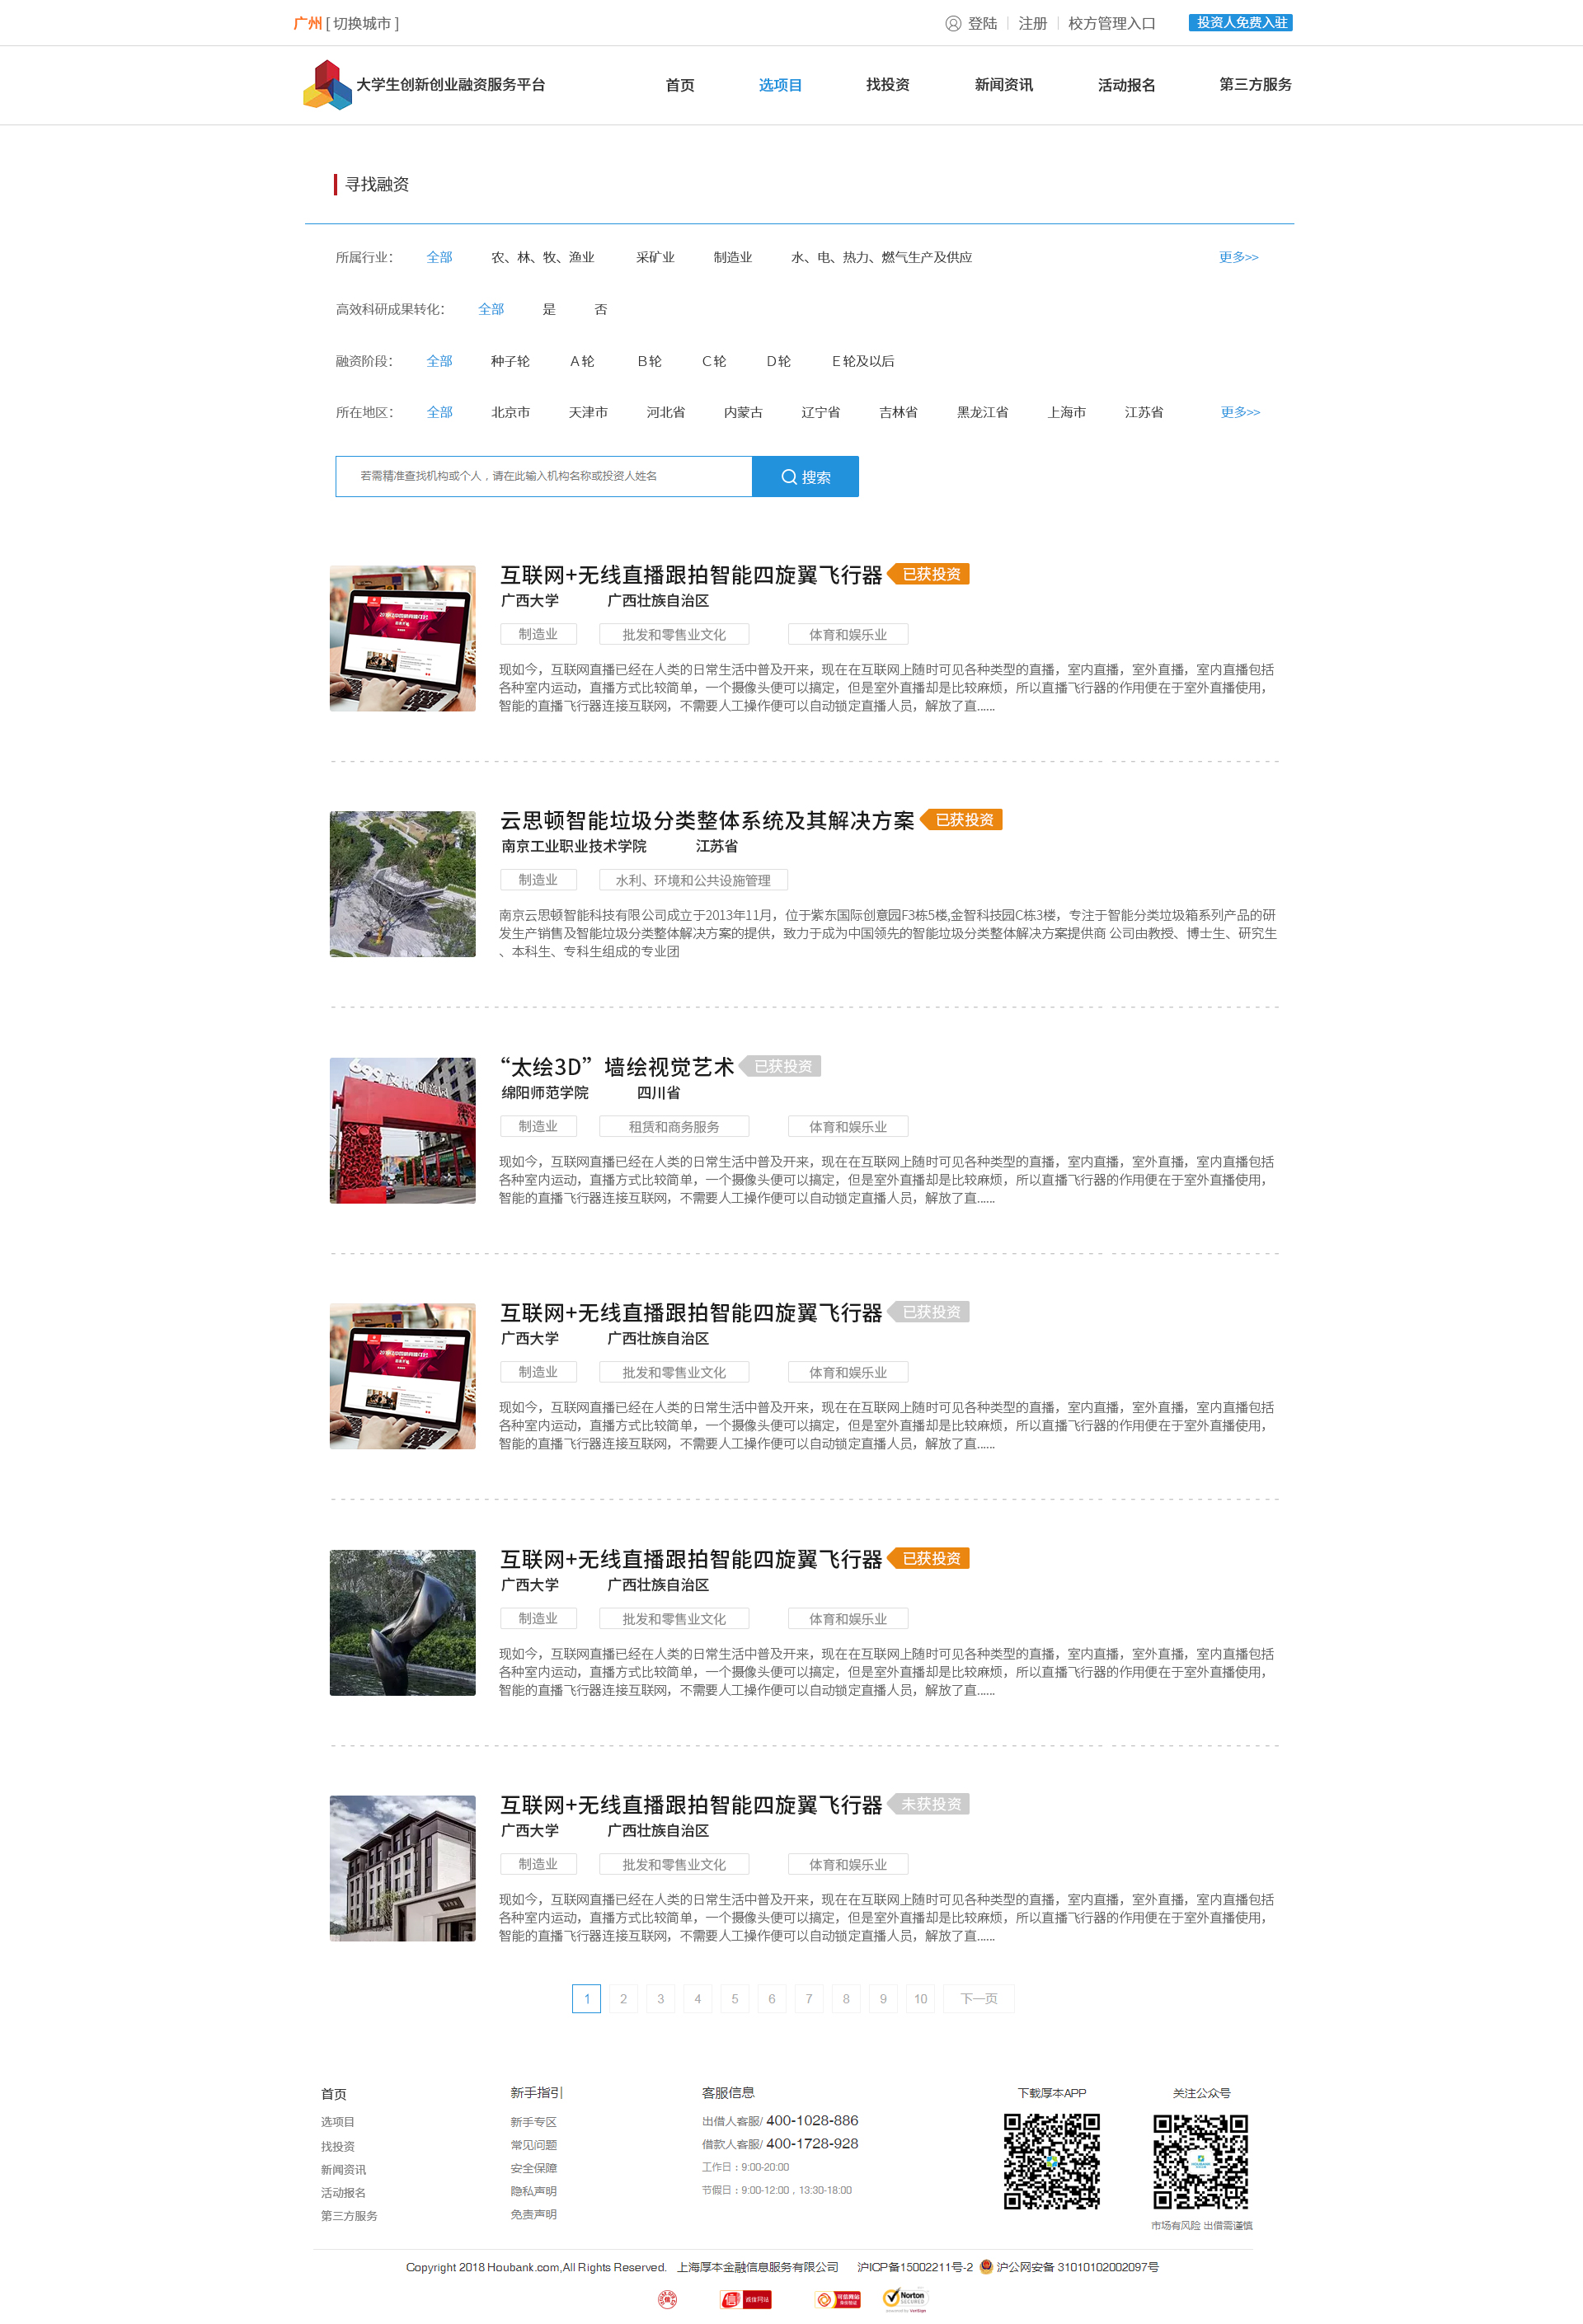 广州 [ 切换城市 ] 登陆 注册 校方管理入口 投资人免费入驻
大学生创新创业融资服务平台 首页 选项目 找投资 新闻资讯 活动报名 第三方服务
寻找融资
所属行业： 全部 农、林、牧、渔业 采矿业 制造业 水、电、热力、燃气生产及供应 更多>>
高效科研成果转化： 全部 是 否
融资阶段： 全部 种子轮 A 轮 B 轮 C 轮 D 轮 E 轮及以后
所在地区： 全部 北京市 天津市 河北省 内蒙古 辽宁省 吉林省 黑龙江省 上海市 江苏省 更多>>
若需精准查找机构或个人，请在此输入机构名称或投资人姓名 搜索
互联网+无线直播跟拍智能四旋翼飞行器 已获投资
广西大学 广西壮族自治区
制造业 批发和零售业文化 体育和娱乐业
现如今，互联网直播已经在人类的日常生活中普及开来，现在在互联网上随时可见各种类型的直播，室内直播，室外直播，室内直播包括
各种室内运动，直播方式比较简单，一个摄像头便可以搞定，但是室外直播却是比较麻烦，所以直播飞行器的作用便在于室外直播使用，
智能的直播飞行器连接互联网，不需要人工操作便可以自动锁定直播人员，解放了直......
云思顿智能垃圾分类整体系统及其解决方案 已获投资
南京工业职业技术学院 江苏省
制造业 水利、环境和公共设施管理
南京云思顿智能科技有限公司成立于2013年11月，位于紫东国际创意园F3栋5楼,金智科技园C栋3楼，专注于智能分类垃圾箱系列产品的研
发生产销售及智能垃圾分类整体解决方案的提供，致力于成为中国领先的智能垃圾分类整体解决方案提供商 公司由教授、博士生、研究生
、本科生、专科生组成的专业团
“太绘3D”墙绘视觉艺术 已获投资
绵阳师范学院 四川省
制造业 租赁和商务服务 体育和娱乐业
现如今，互联网直播已经在人类的日常生活中普及开来，现在在互联网上随时可见各种类型的直播，室内直播，室外直播，室内直播包括
各种室内运动，直播方式比较简单，一个摄像头便可以搞定，但是室外直播却是比较麻烦，所以直播飞行器的作用便在于室外直播使用，
智能的直播飞行器连接互联网，不需要人工操作便可以自动锁定直播人员，解放了直......
互联网+无线直播跟拍智能四旋翼飞行器 已获投资
广西大学 广西壮族自治区
制造业 批发和零售业文化 体育和娱乐业
现如今，互联网直播已经在人类的日常生活中普及开来，现在在互联网上随时可见各种类型的直播，室内直播，室外直播，室内直播包括
各种室内运动，直播方式比较简单，一个摄像头便可以搞定，但是室外直播却是比较麻烦，所以直播飞行器的作用便在于室外直播使用，
智能的直播飞行器连接互联网，不需要人工操作便可以自动锁定直播人员，解放了直......
互联网+无线直播跟拍智能四旋翼飞行器 已获投资
广西大学 广西壮族自治区
制造业 批发和零售业文化 体育和娱乐业
现如今，互联网直播已经在人类的日常生活中普及开来，现在在互联网上随时可见各种类型的直播，室内直播，室外直播，室内直播包括
各种室内运动，直播方式比较简单，一个摄像头便可以搞定，但是室外直播却是比较麻烦，所以直播飞行器的作用便在于室外直播使用，
智能的直播飞行器连接互联网，不需要人工操作便可以自动锁定直播人员，解放了直......
互联网+无线直播跟拍智能四旋翼飞行器 未获投资
广西大学 广西壮族自治区
制造业 批发和零售业文化 体育和娱乐业
现如今，互联网直播已经在人类的日常生活中普及开来，现在在互联网上随时可见各种类型的直播，室内直播，室外直播，室内直播包括
各种室内运动，直播方式比较简单，一个摄像头便可以搞定，但是室外直播却是比较麻烦，所以直播飞行器的作用便在于室外直播使用，
智能的直播飞行器连接互联网，不需要人工操作便可以自动锁定直播人员，解放了直......
1 2 3 4 5 6 7 8 9 10 下一页
首页 新手指引 客服信息 下载厚本APP 关注公众号
选项目 新手专区 出借人客服/ 400-1028-886
找投资 常见问题 借款人客服/ 400-1728-928
新闻资讯 安全保障 工作日：9:00-20:00
活动报名 隐私声明 节假日：9:00-12:00，13:30-18:00
第三方服务 免责声明
市场有风险 出借需谨慎
Copyright 2018 Houbank.com,All Rights Reserved. 上海厚本金融信息服务有限公司 沪ICP备15002211号-2 沪公网安备 31010102002097号
诚信网站 可信网站 Norton
SECURED
powered by VeriSign